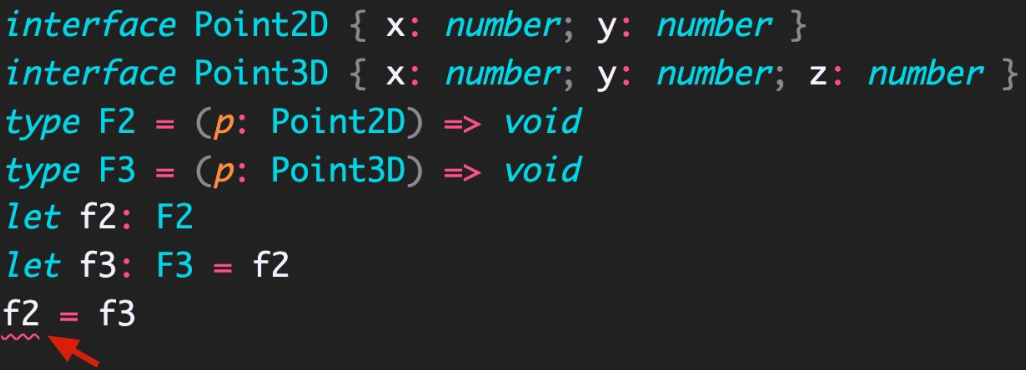 interface Point2D { x: number; y: number }
interface Point3D { x: number; y: number; z: number }
type F2 = (p: Point2D) => void
type F3 = (p: Point3D) => void
let f2: F2
let f3: F3 = f2
f2 = f3